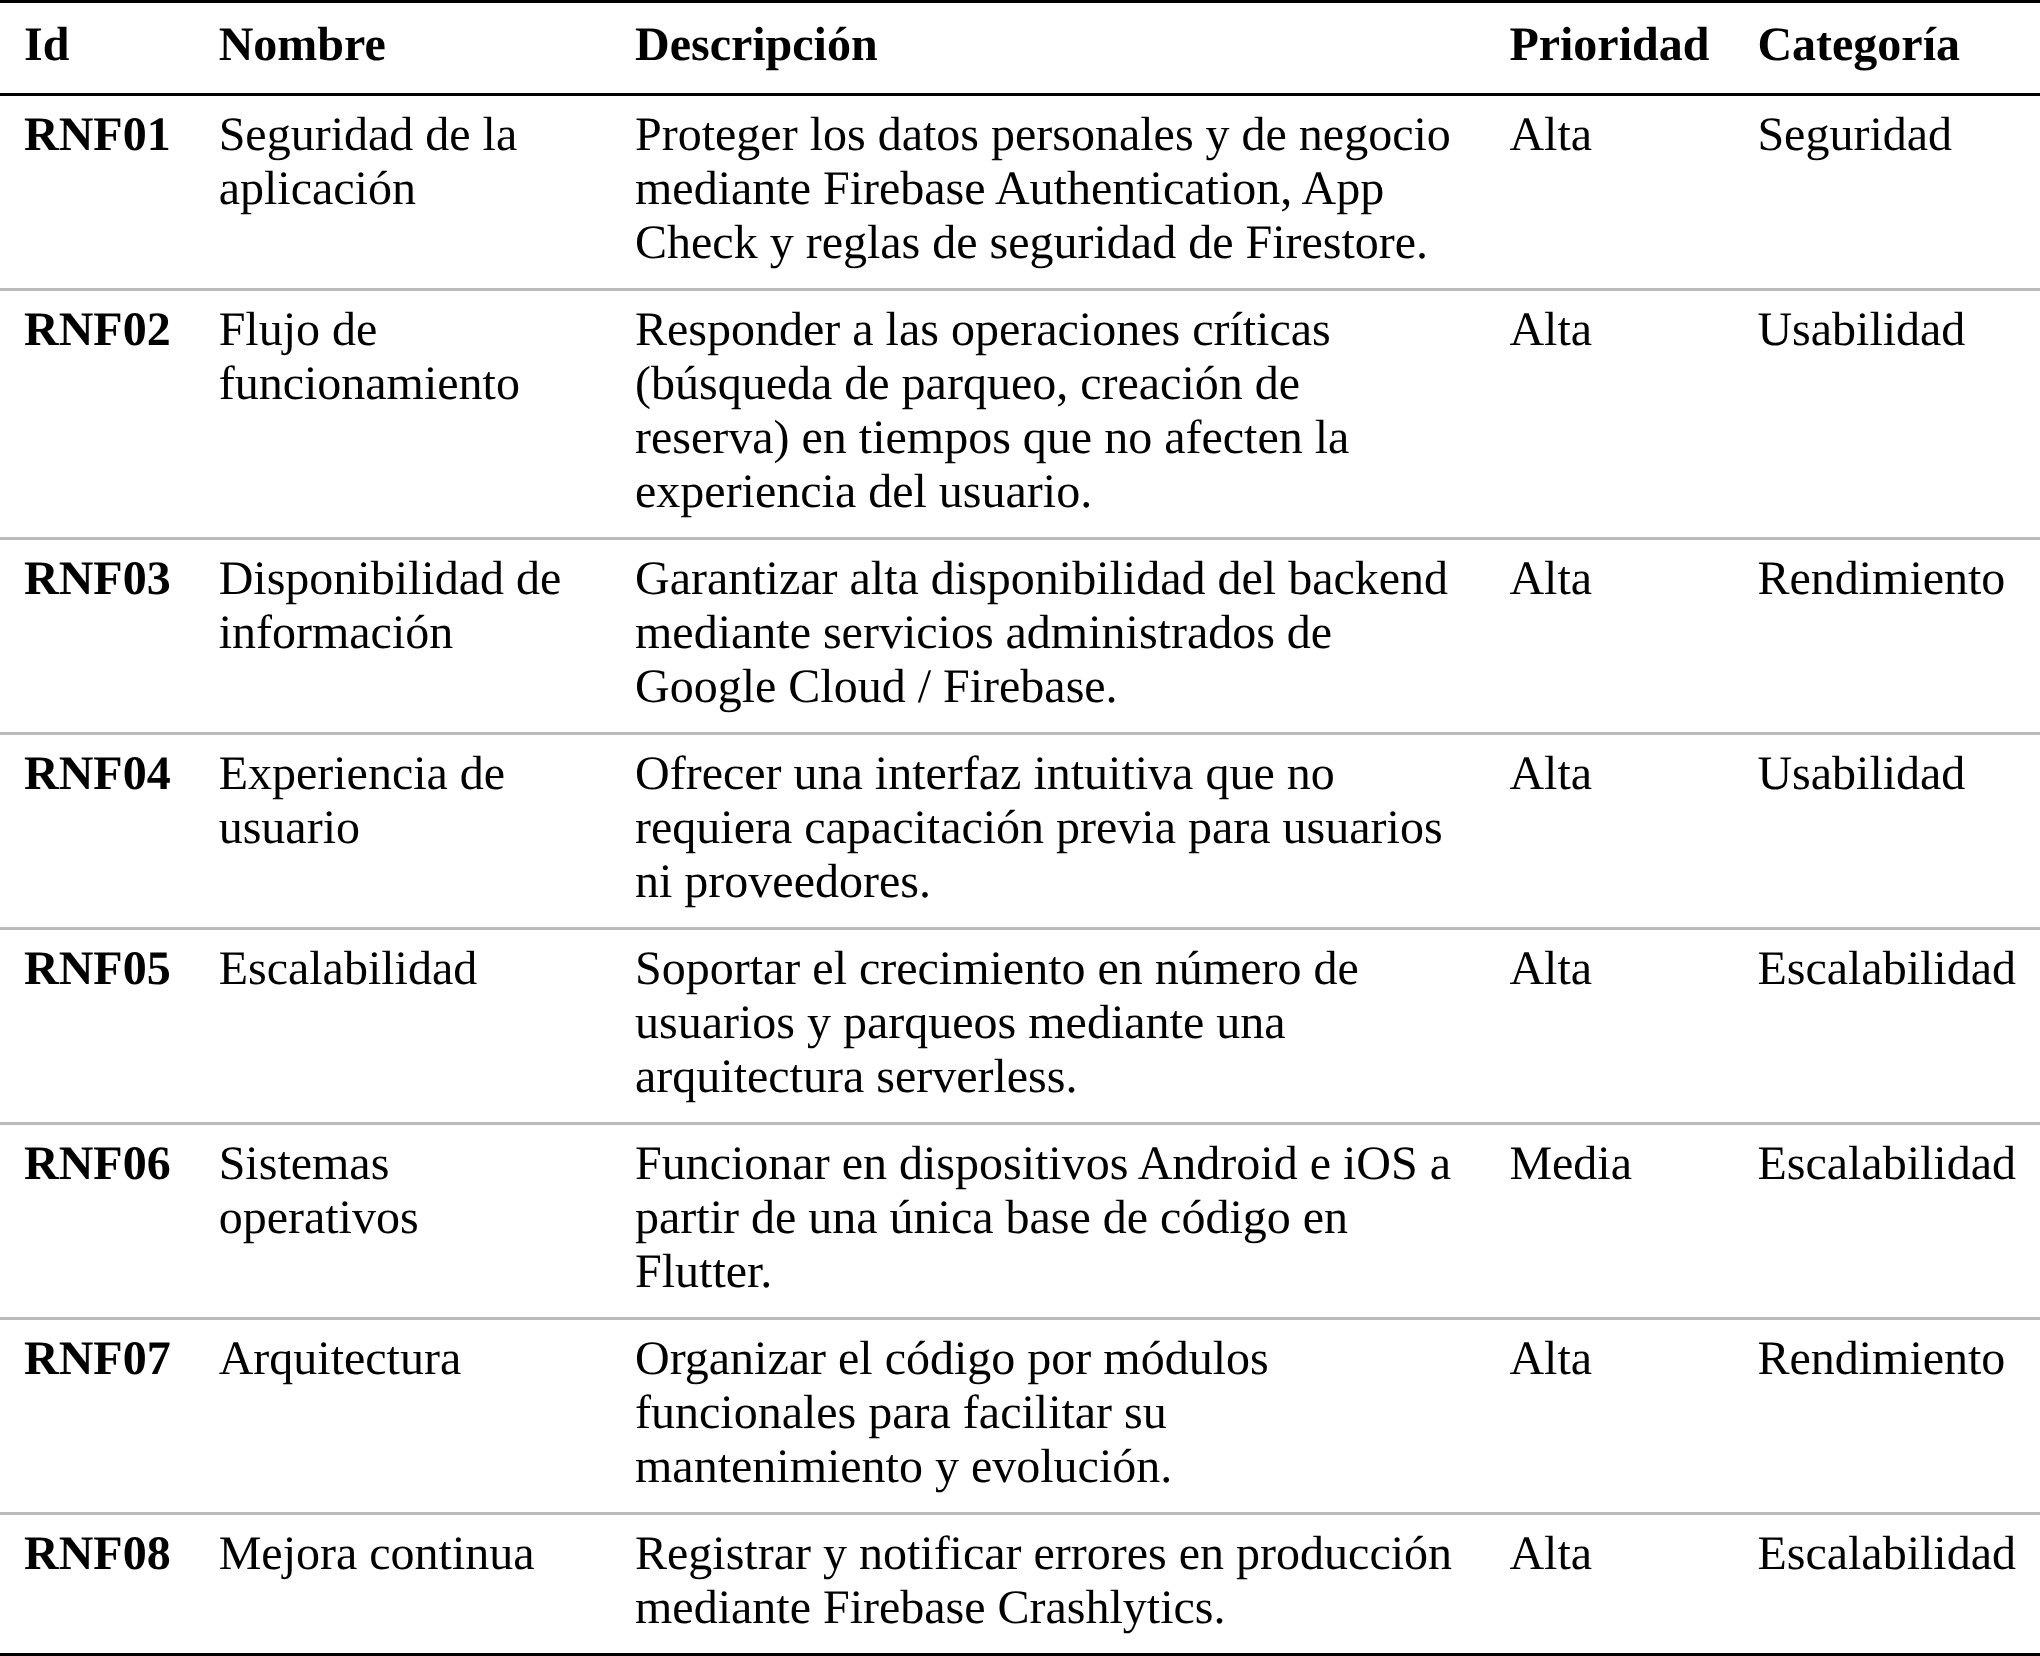 Id Nombre Descripción Prioridad Categoría
RNF01 Seguridad de la Proteger los datos personales y de negocio Alta Seguridad
aplicación mediante Firebase Authentication, App
Check y reglas de seguridad de Firestore.
RNF02 Flujo de Responder a las operaciones críticas Alta Usabilidad
funcionamiento (búsqueda de parqueo, creación de
reserva) en tiempos que no afecten la
experiencia del usuario.
RNF03 Disponibilidad de Garantizar alta disponibilidad del backend Alta Rendimiento
información mediante servicios administrados de
Google Cloud / Firebase.
RNF04 Experiencia de Ofrecer una interfaz intuitiva que no Alta Usabilidad
usuario requiera capacitación previa para usuarios
ni proveedores.
RNF05 Escalabilidad Soportar el crecimiento en número de Alta Escalabilidad
usuarios y parqueos mediante una
arquitectura serverless.
RNF06 Sistemas Funcionar en dispositivos Android e iOS a Media Escalabilidad
operativos partir de una única base de código en
Flutter.
RNF07 Arquitectura Organizar el código por módulos Alta Rendimiento
funcionales para facilitar su
mantenimiento y evolución.
RNF08 Mejora continua Registrar y notificar errores en producción Alta Escalabilidad
mediante Firebase Crashlytics.